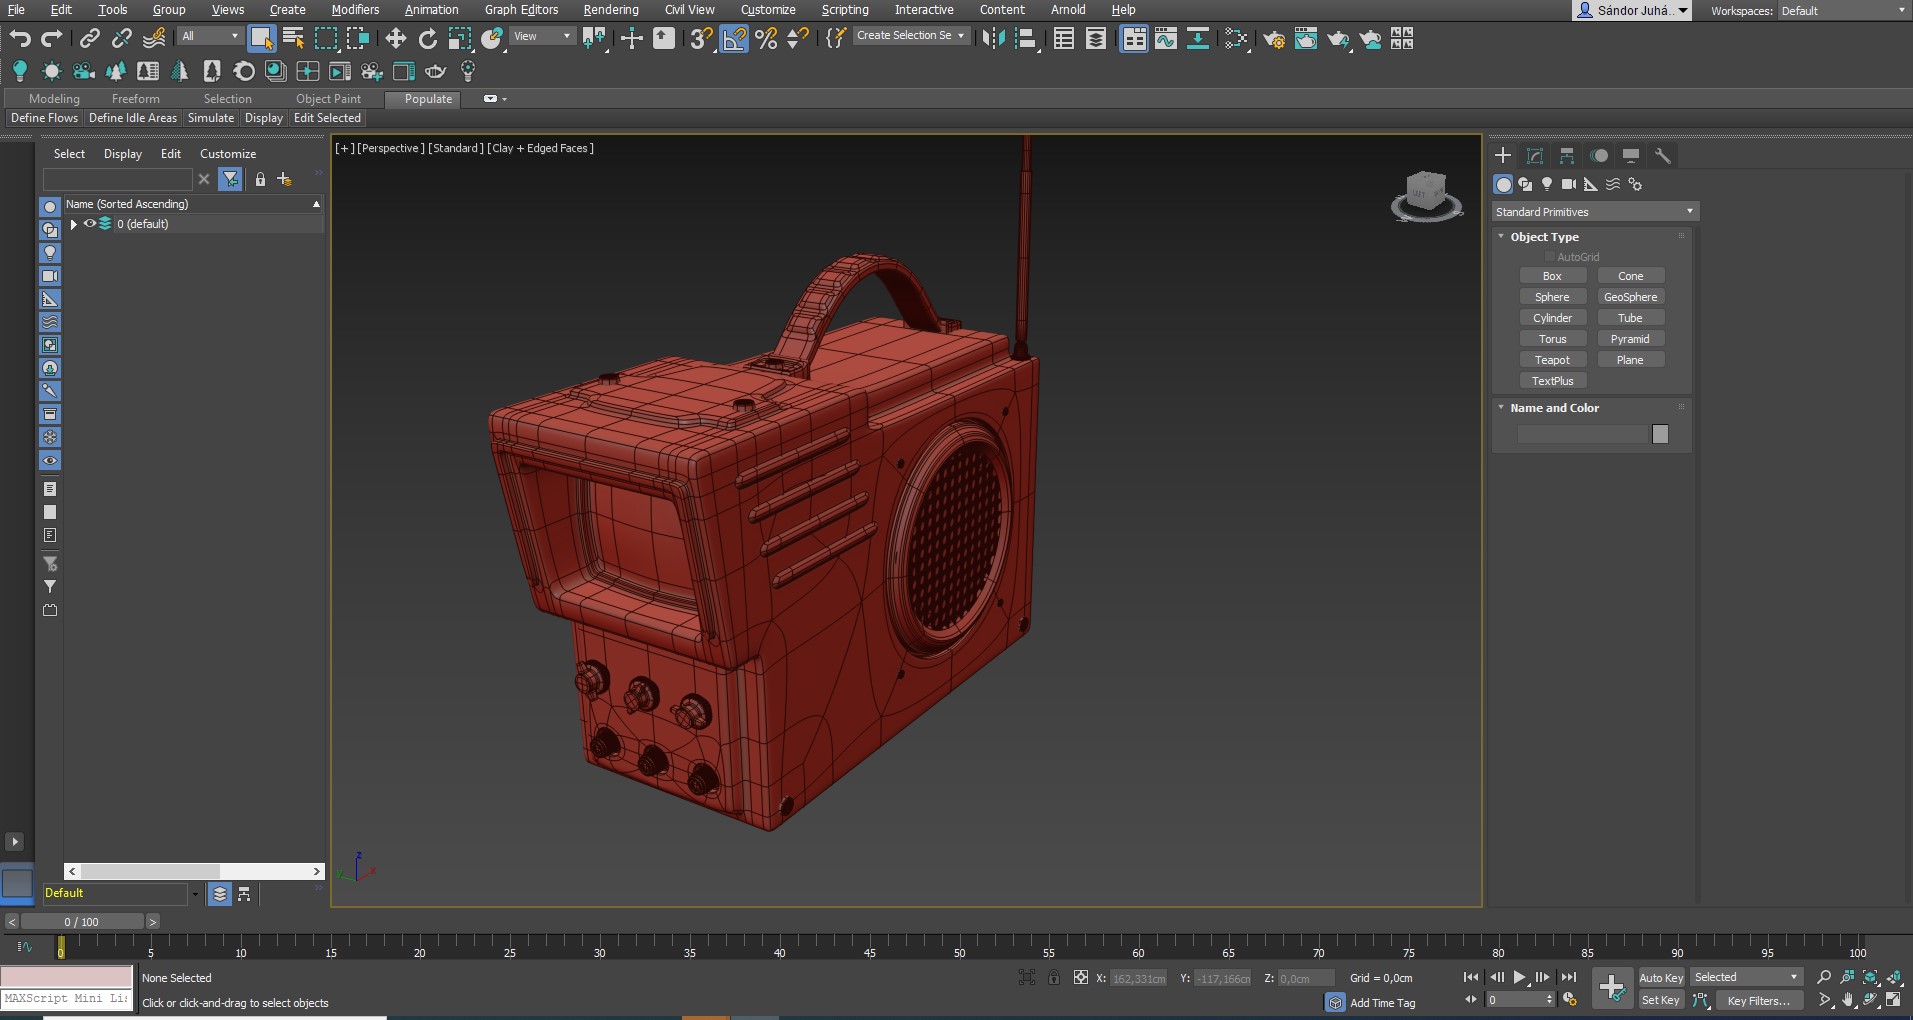 File Edit Tools Group Views Create Modifiers Animation Graph Editors Rendering Civil View Customize Scripting Interactive Content Arnold Help Sándor Juhá.. Workspaces: Default
All View Create Selection Se
Modeling Freeform Selection Object Paint Populate
Define Flows Define Idle Areas Simulate Display Edit Selected
Select Display Edit Customize
[+] [Perspective ] [Standard ] [Clay + Edged Faces ]
Name (Sorted Ascending)
0 (default)
Standard Primitives
Object Type
AutoGrid
Box Cone
Sphere GeoSphere
Cylinder Tube
Torus Pyramid
Teapot Plane
TextPlus
Name and Color
z
y x
Default
0 / 100
0 5 10 15 20 25 30 35 40 45 50 55 60 65 70 75 80 85 90 95 100
None Selected X: 162,331cm Y: -117,166cm Z: 0,0cm Grid = 0,0cm Auto Key Selected
MAXScript Mini Lis Click or click-and-drag to select objects Add Time Tag 0 Set Key Key Filters...